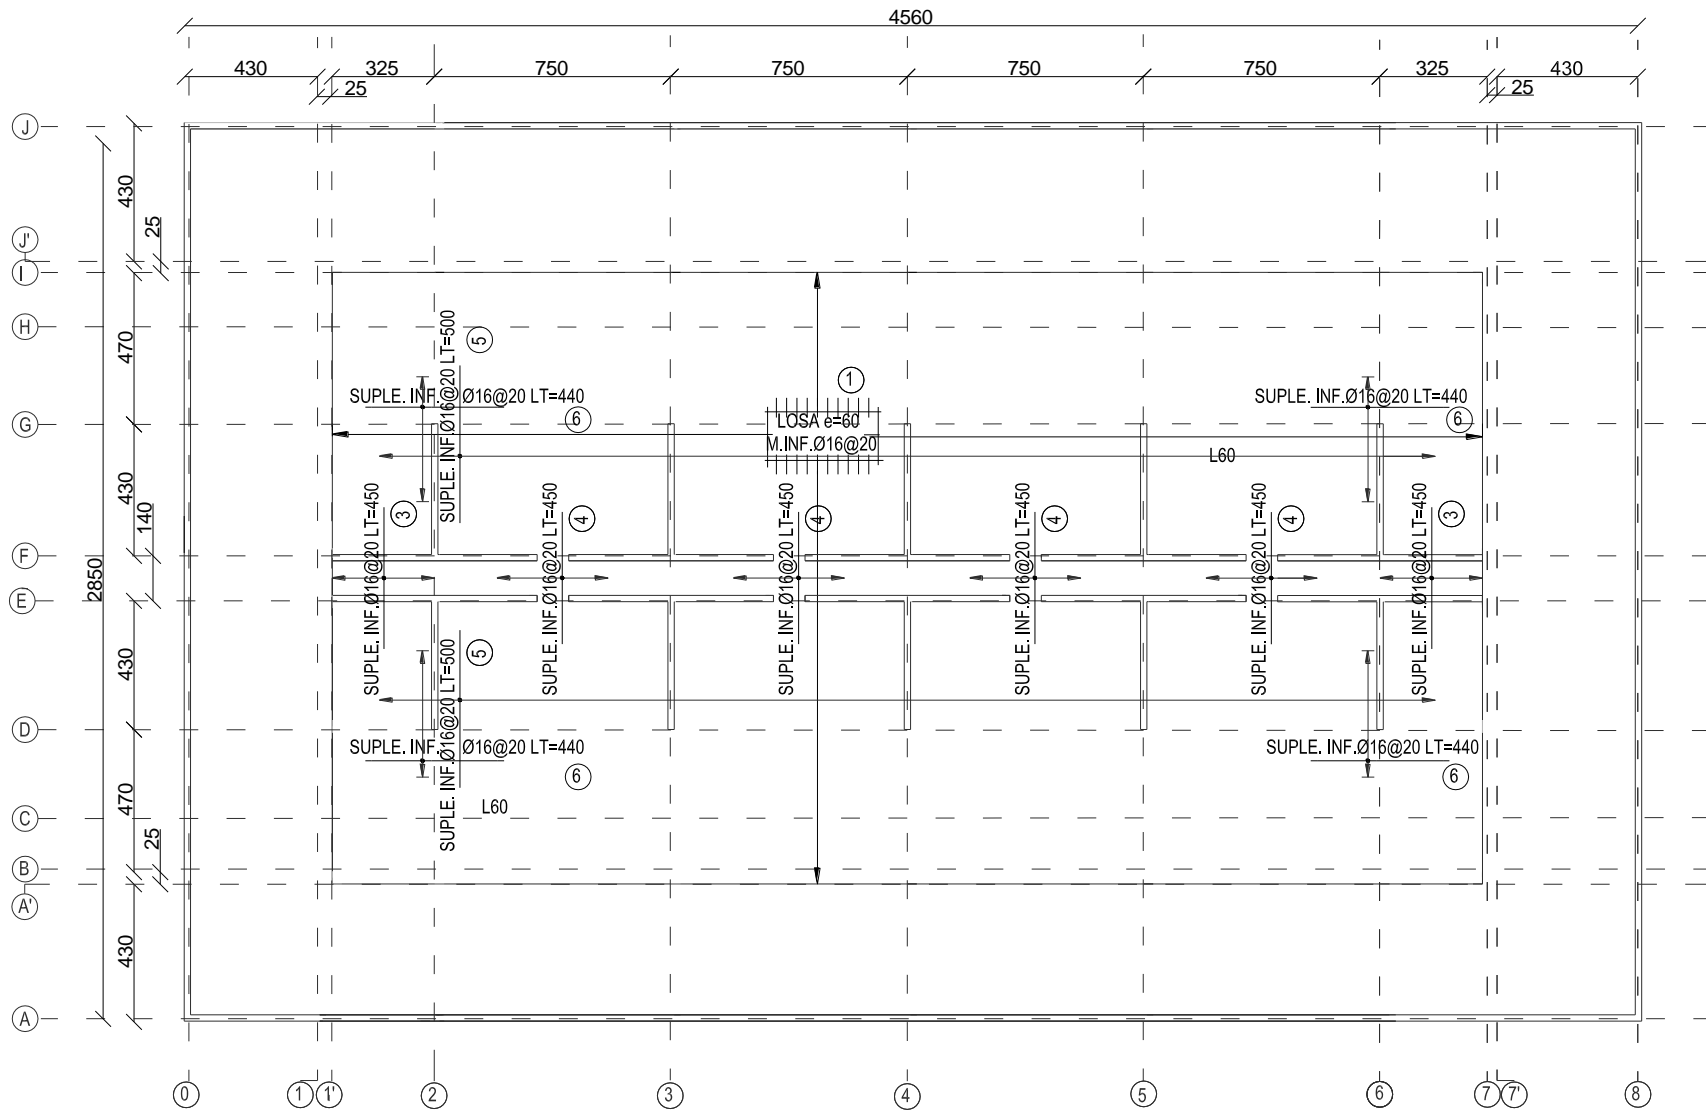 4560
430
325
750
750
750
750
325
430
25
25
J
J'
I
H
G
F
E
D
C
B
A'
A
430
25
470
430
140
2850
430
470
25
430
SUPLE. INF.Ø16@20 LT=500
5
SUPLE. INF. Ø16@20 LT=440
6
1
LOSA e=60
M.INF.Ø16@20
SUPLE. INF.Ø16@20 LT=440
6
L60
SUPLE. INF.Ø16@20 LT=450
3
SUPLE. INF.Ø16@20 LT=450
4
SUPLE. INF.Ø16@20 LT=450
4
SUPLE. INF.Ø16@20 LT=450
4
SUPLE. INF.Ø16@20 LT=450
4
SUPLE. INF.Ø16@20 LT=450
3
SUPLE. INF.Ø16@20 LT=500
5
SUPLE. INF. Ø16@20 LT=440
6
SUPLE. INF.Ø16@20 LT=440
6
L60
0
1
1'
2
3
4
5
6
7
7'
8